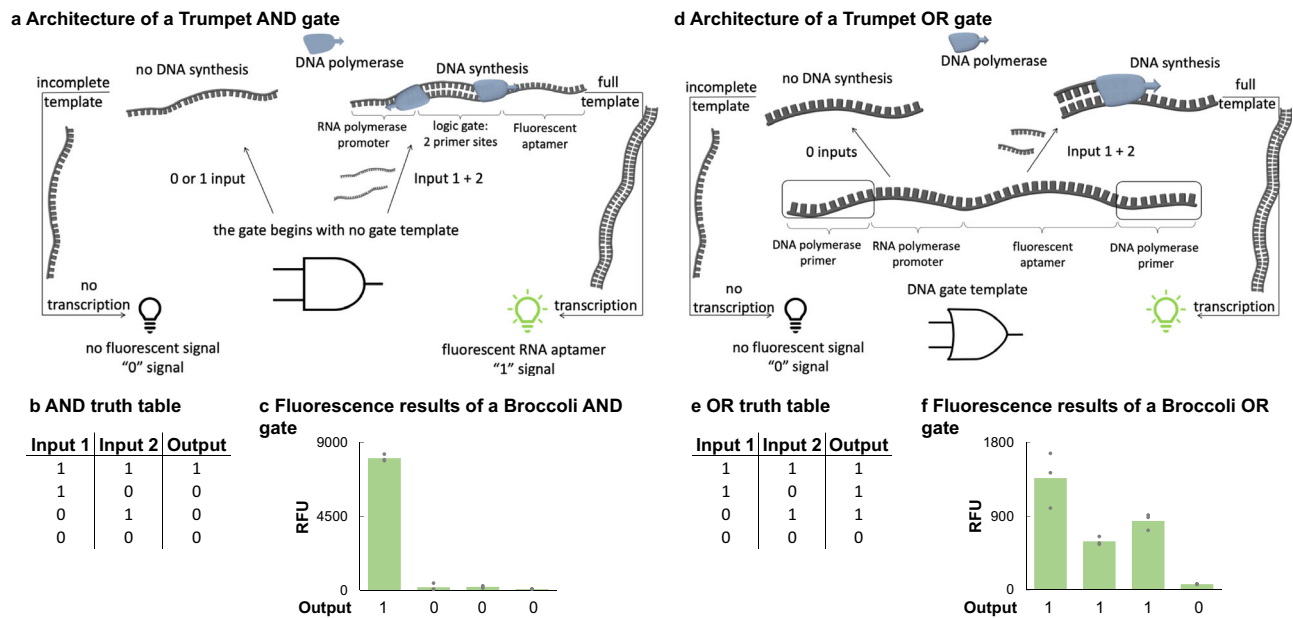 a Architecture of a Trumpet AND gate
DNA polymerase
no DNA synthesis
DNA synthesis
incomplete
template
full
template
RNA polymerase
promoter
logic gate:
2 primer sites
Fluorescent
aptamer
0 or 1 input
Input 1 + 2
the gate begins with no gate template
no
transcription
transcription
no fluorescent signal
“0” signal
fluorescent RNA aptamer
“1” signal
b AND truth table
Input 1 Input 2 Output
1 1 1
1 0 0
0 1 0
0 0 0
c Fluorescence results of a Broccoli AND
gate
9000
4500
0
RFU
Output 1 0 0 0
d Architecture of a Trumpet OR gate
DNA polymerase
no DNA synthesis
DNA synthesis
incomplete
template
full
template
0 inputs
Input 1 + 2
DNA polymerase
primer
RNA polymerase
promoter
fluorescent
aptamer
DNA polymerase
primer
DNA gate template
no
transcription
transcription
no fluorescent signal
“0” signal
e OR truth table
Input 1 Input 2 Output
1 1 1
1 0 1
0 1 1
0 0 0
f Fluorescence results of a Broccoli OR
gate
1800
900
0
RFU
Output 1 1 1 0